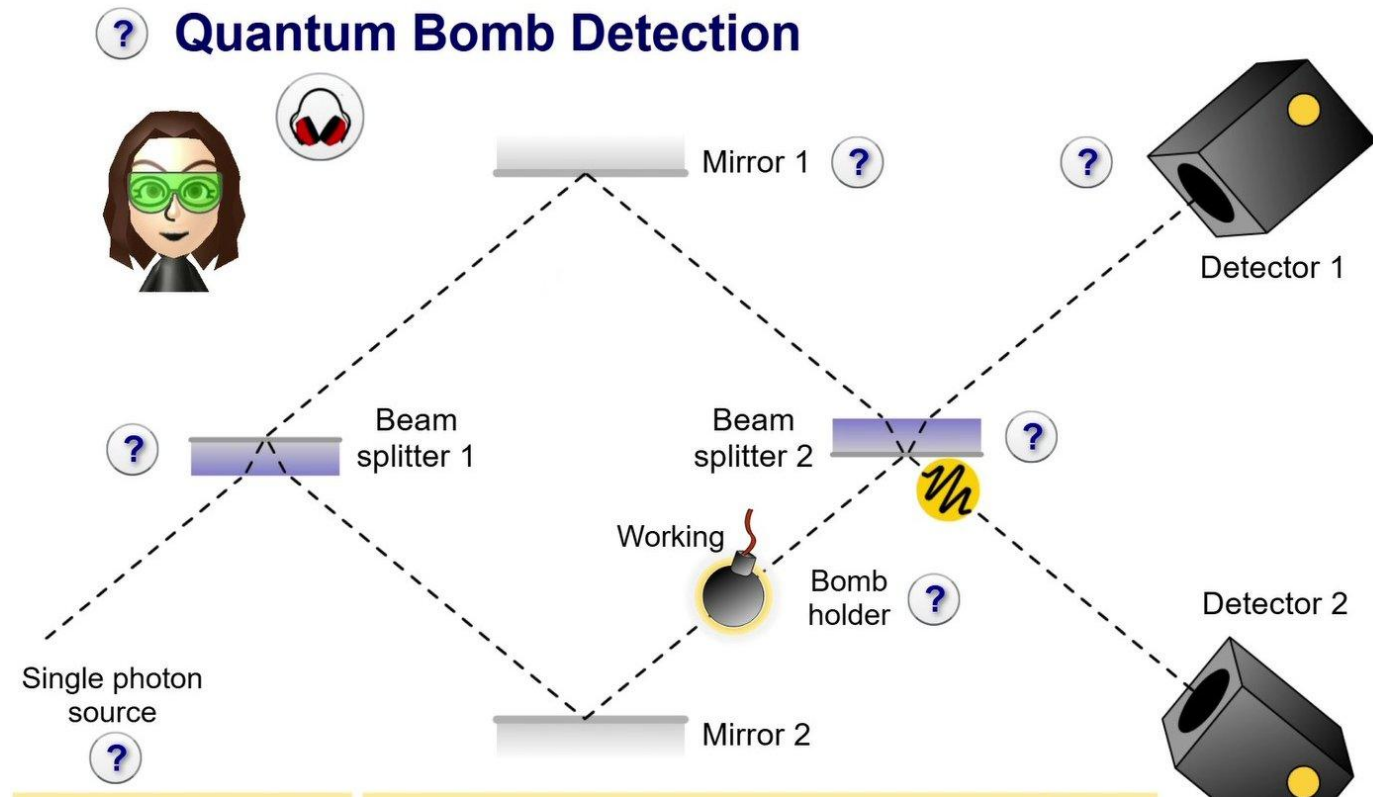 ? Quantum Bomb Detection
Mirror 1 ?
?
Detector 1
?
Beam
splitter 1
Beam
splitter 2
?
Working
Bomb
holder
?
Detector 2
Single photon
source
?
Mirror 2